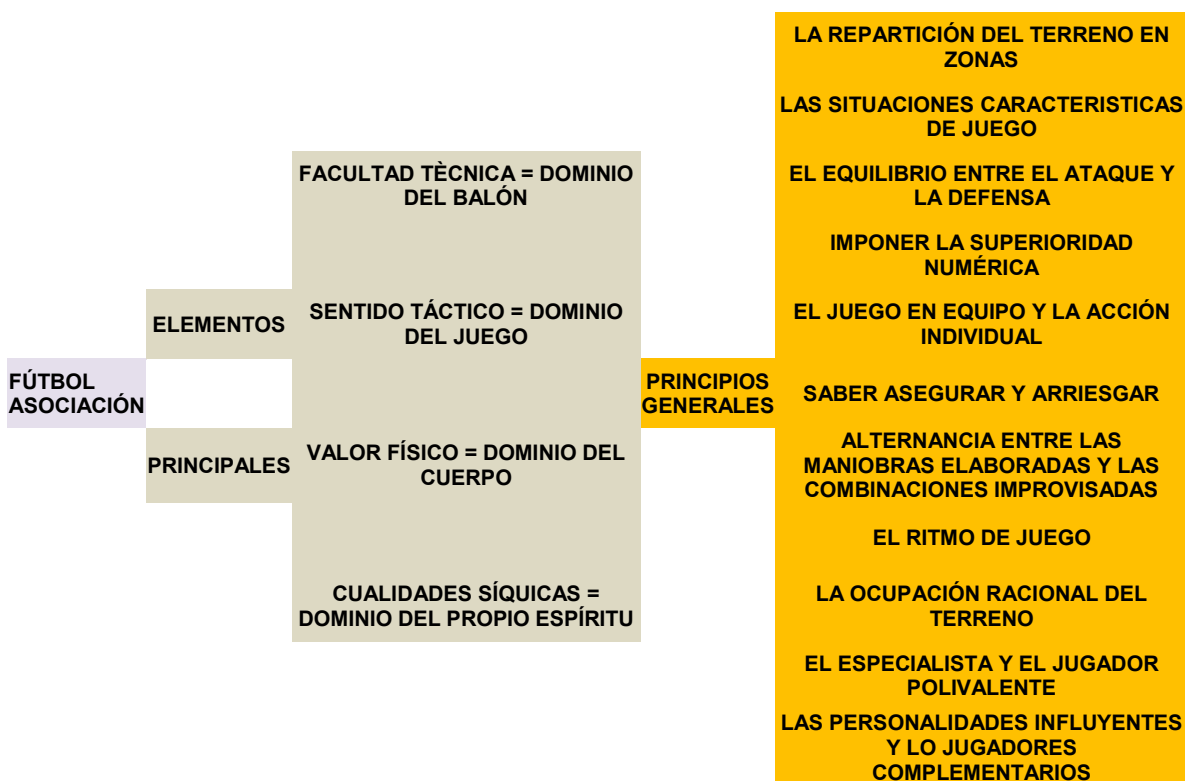 FÚTBOL
ASOCIACIÓN
ELEMENTOS
PRINCIPALES
FACULTAD TÈCNICA = DOMINIO
DEL BALÓN
SENTIDO TÁCTICO = DOMINIO
DEL JUEGO
VALOR FÍSICO = DOMINIO DEL
CUERPO
CUALIDADES SÍQUICAS =
DOMINIO DEL PROPIO ESPÍRITU
PRINCIPIOS
GENERALES
LA REPARTICIÓN DEL TERRENO EN
ZONAS
LAS SITUACIONES CARACTERISTICAS
DE JUEGO
EL EQUILIBRIO ENTRE EL ATAQUE Y
LA DEFENSA
IMPONER LA SUPERIORIDAD
NUMÉRICA
EL JUEGO EN EQUIPO Y LA ACCIÓN
INDIVIDUAL
SABER ASEGURAR Y ARRIESGAR
ALTERNANCIA ENTRE LAS
MANIOBRAS ELABORADAS Y LAS
COMBINACIONES IMPROVISADAS
EL RITMO DE JUEGO
LA OCUPACIÓN RACIONAL DEL
TERRENO
EL ESPECIALISTA Y EL JUGADOR
POLIVALENTE
LAS PERSONALIDADES INFLUYENTES
Y LO JUGADORES
COMPLEMENTARIOS